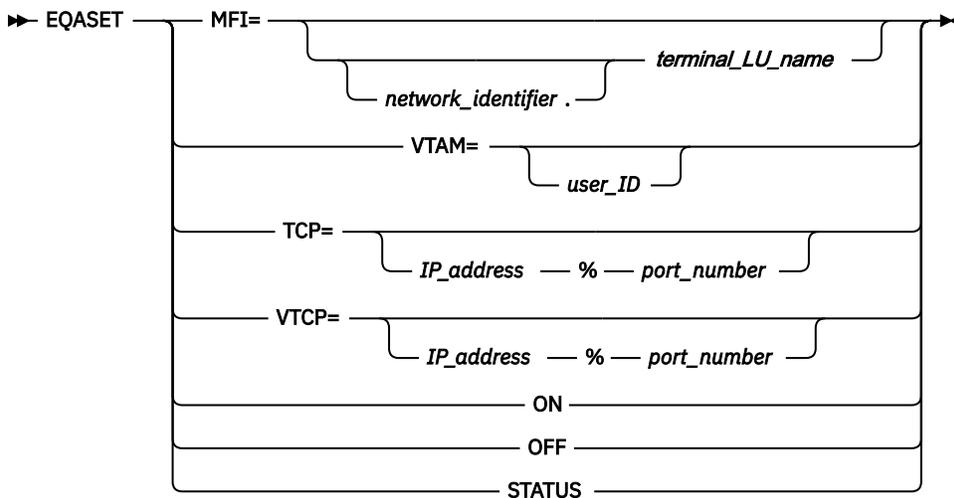 EQASET MFI=
terminal_LU_name
network_identifier .
VTAM=
user_ID
TCP=
IP_address % port_number
VTCP=
IP_address % port_number
ON
OFF
STATUS